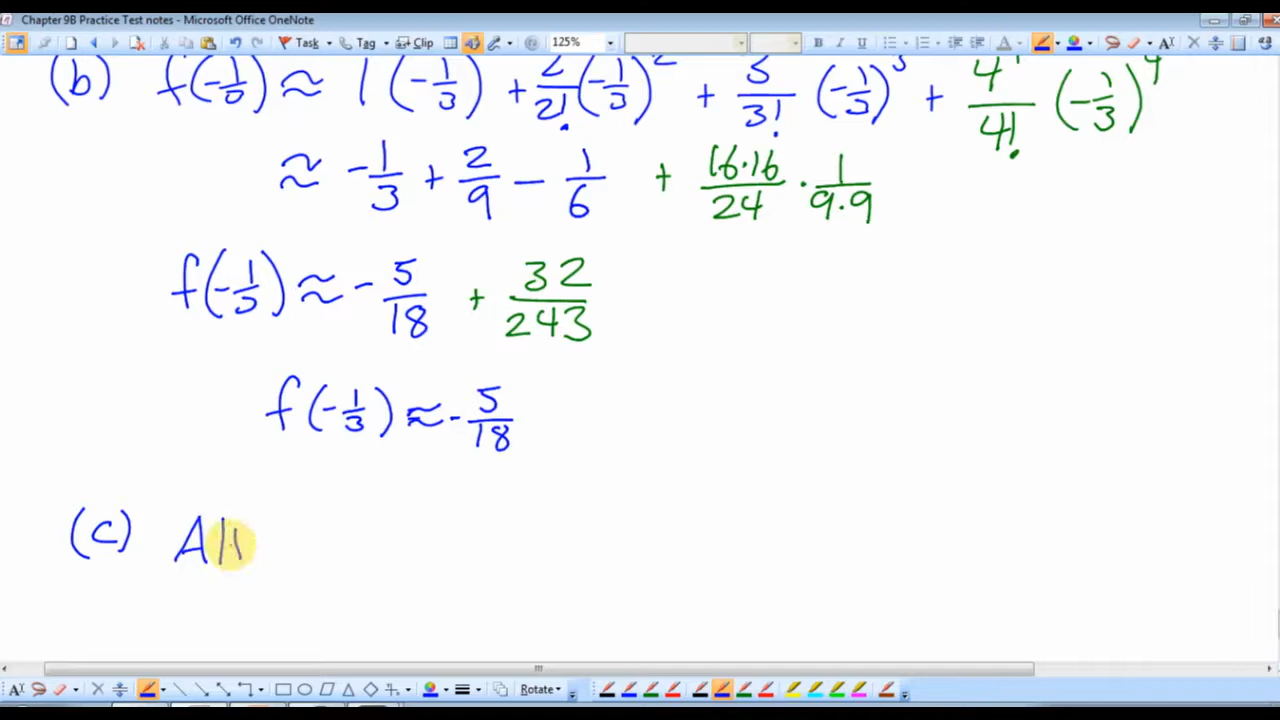 Chapter 9B Practice Test notes - Microsoft Office OneNote
Task Tag Clip 125% B I U
(b) f(-1/3) ≈ 1(-1/3) + 2/2!(-1/3)² + 3/3!(-1/3)³ + 4⁴/4!(-1/3)⁴
≈ -1/3 + 2/9 - 1/6 + 16·16/24 · 1/9·9
f(-1/3) ≈ -5/18 + 32/243
f(-1/3) ≈ -5/18
(c) All
Rotate